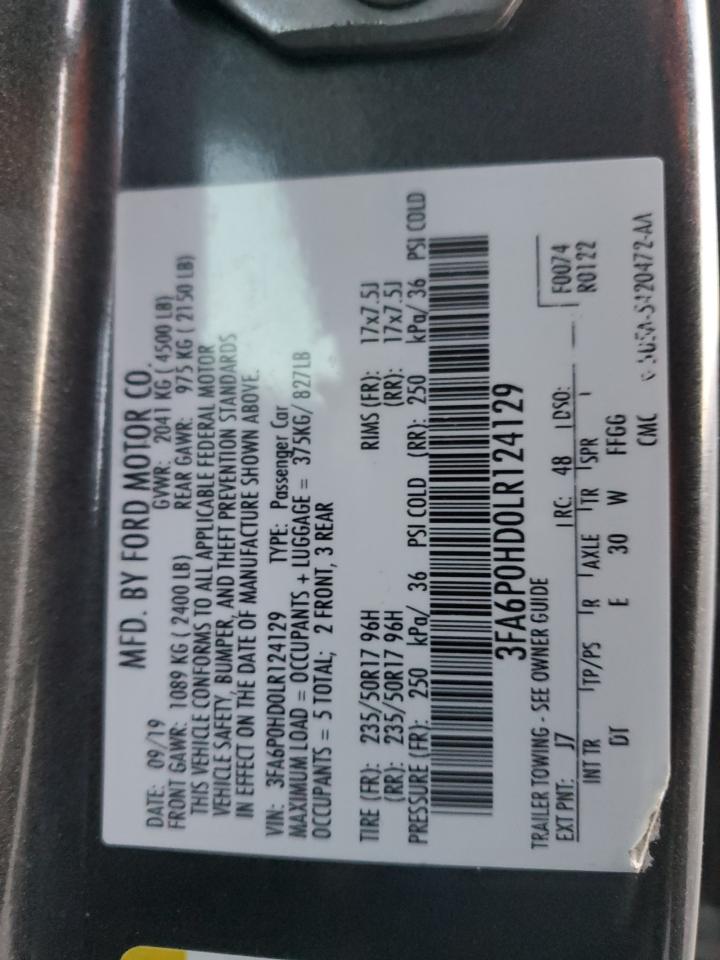 MFD. BY FORD MOTOR CO.
DATE: 09/19 GVWR: 2041 KG ( 4500 LB)
FRONT GAWR: 1089 KG ( 2400 LB) REAR GAWR: 975 KG ( 2150 LB)
THIS VEHICLE CONFORMS TO ALL APPLICABLE FEDERAL MOTOR
VEHICLE SAFETY, BUMPER, AND THEFT PREVENTION STANDARDS
IN EFFECT ON THE DATE OF MANUFACTURE SHOWN ABOVE.
VIN: 3FA6P0HD0LR124129 TYPE: Passenger Car
MAXIMUM LOAD = OCCUPANTS + LUGGAGE = 375KG/ 827LB
OCCUPANTS = 5 TOTAL; 2 FRONT, 3 REAR
TIRE (FR): 235/50R17 96H RIMS (FR): 17x7.5J
(RR): 235/50R17 96H (RR): 17x7.5J
PRESSURE (FR): 250 kPa/ 36 PSI COLD (RR): 250 kPa/ 36 PSI COLD
3FA6P0HD0LR124129
TRAILER TOWING - SEE OWNER GUIDE
EXT PNT: J7 RC: 48 DSO: F0074
INT TR TP/PS R AXLE TR SPR R0122
DT E 30 W FFGG
CMC